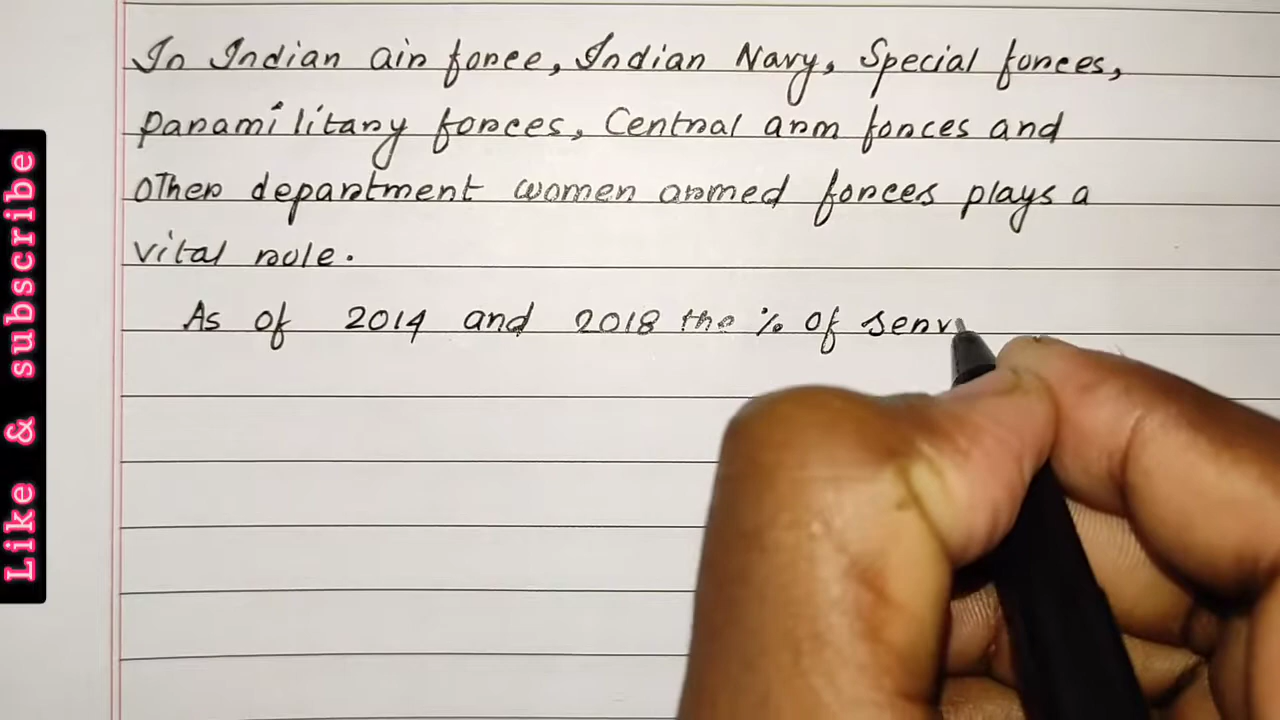 In Indian air force, Indian Navy, Special forces,
paramilitary forces, Central arm forces and
other department women armed forces plays a
vital role.
As of 2014 and 2018 the % of serv
Like & subscribe